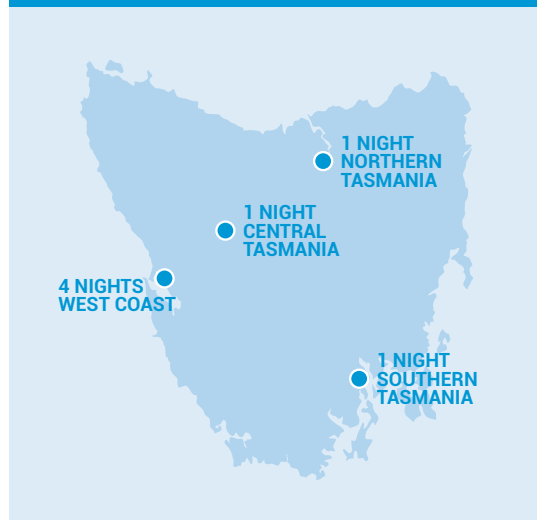 1 NIGHT
NORTHERN
TASMANIA
1 NIGHT
CENTRAL
TASMANIA
4 NIGHTS
WEST COAST
1 NIGHT
SOUTHERN
TASMANIA